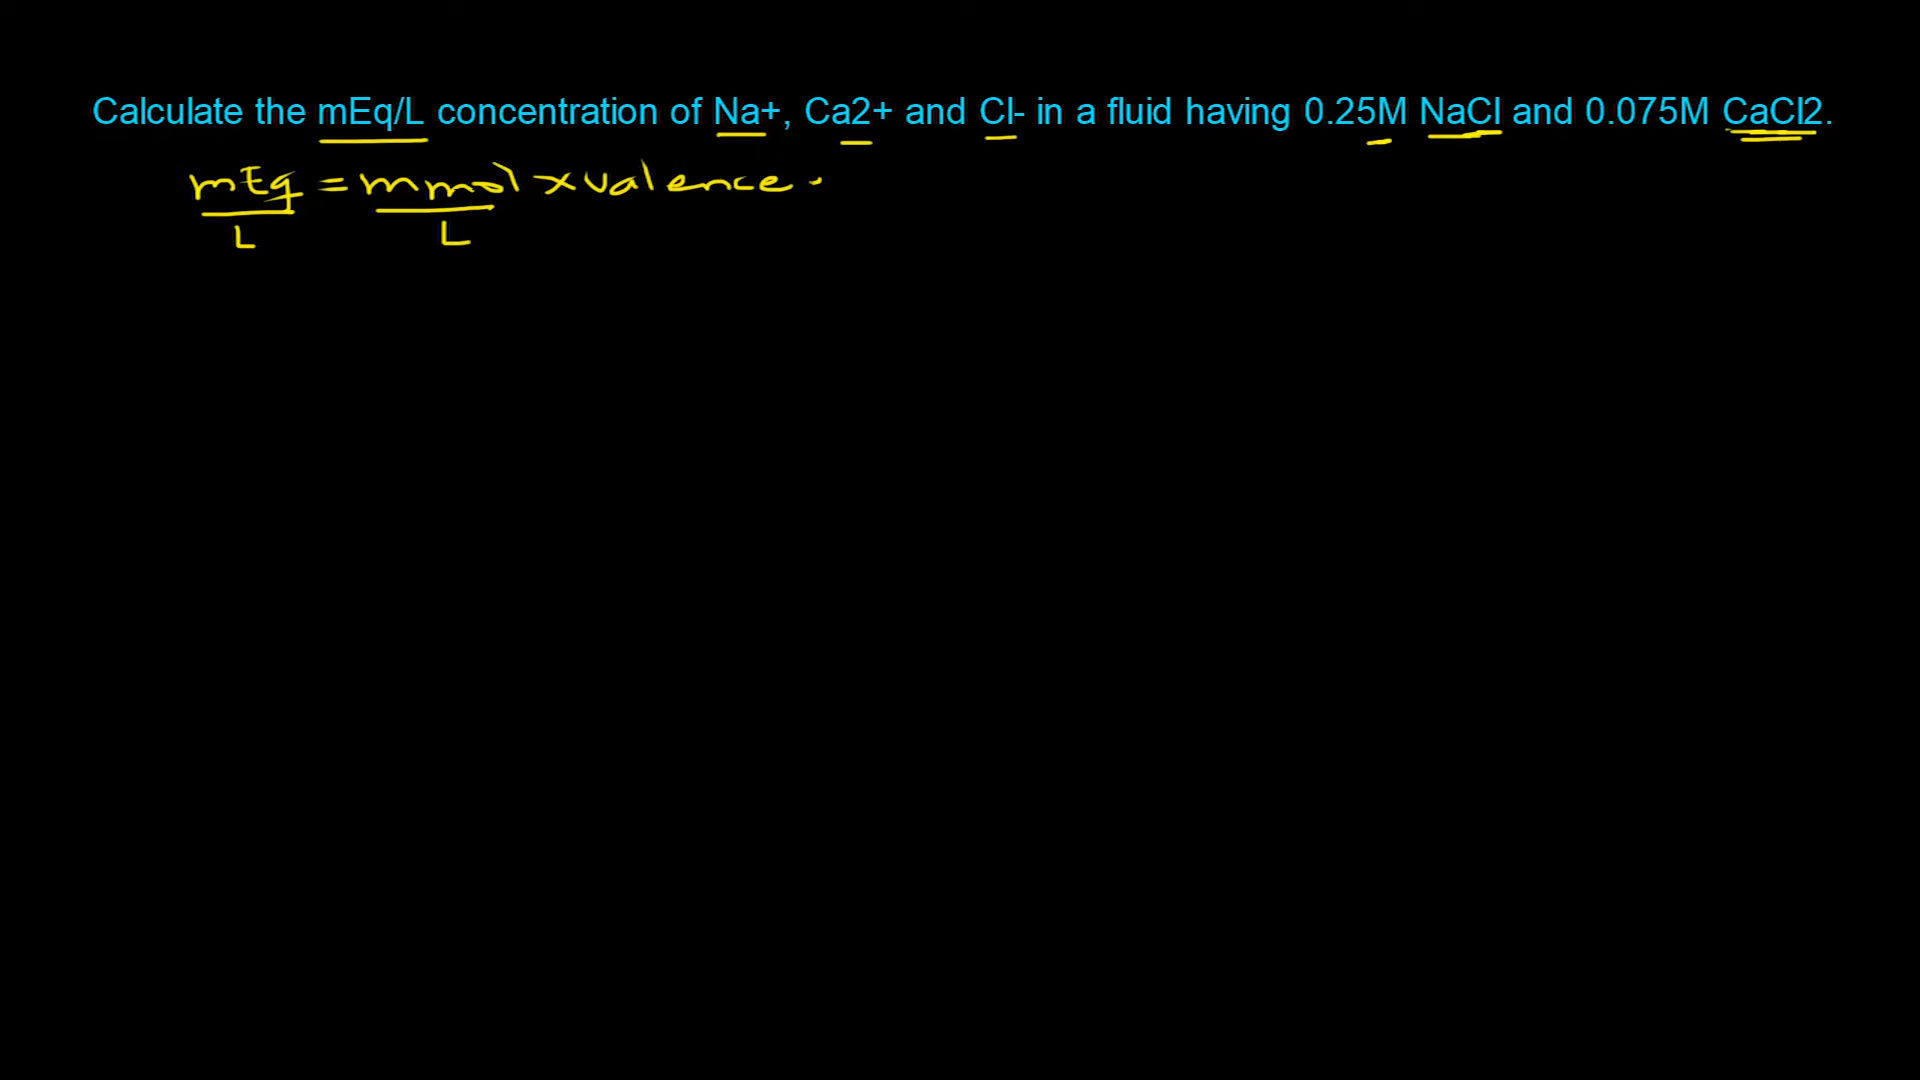 Calculate the mEq/L concentration of Na+, Ca2+ and Cl- in a fluid having 0.25M NaCl and 0.075M CaCl2.
mEq = mmol x valence .
L L